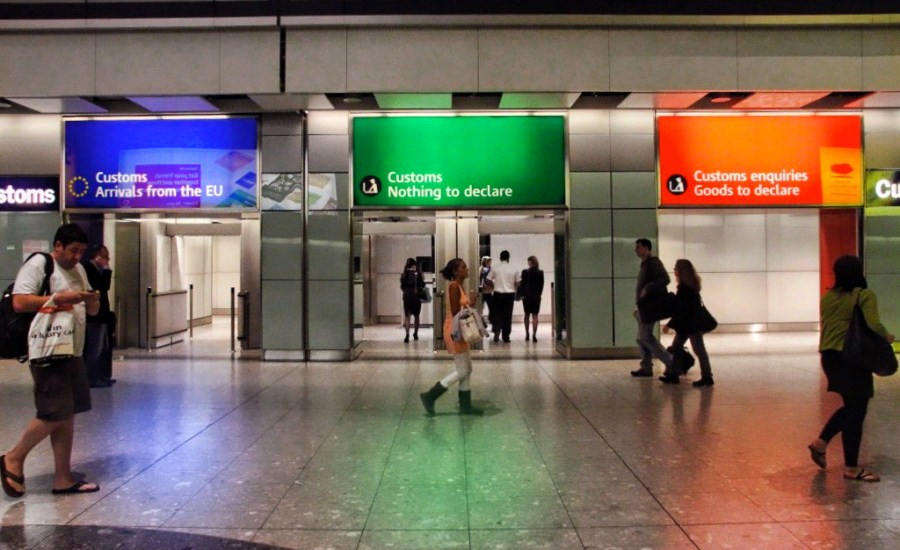 stoms
Customs
Arrivals from the EU
Customs
Nothing to declare
Customs enquiries
Goods to declare
Cu